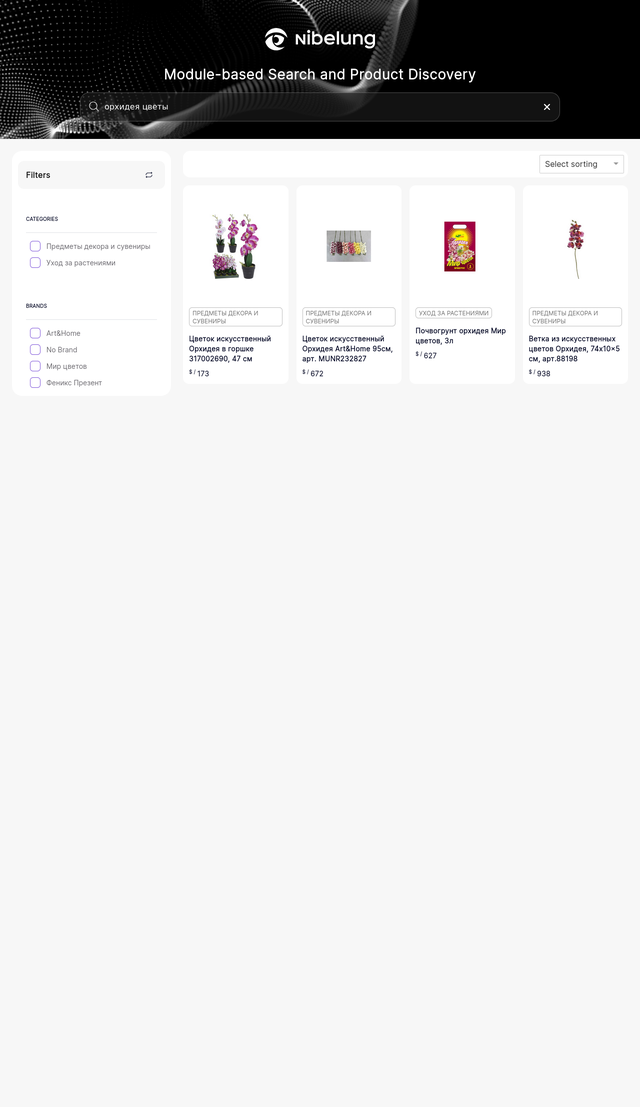 Nibelung
Module-based Search and Product Discovery
орхидея цветы
Filters
Select sorting
CATEGORIES
Предметы декора и сувениры
Уход за растениями
BRANDS
Art&Home
No Brand
Мир цветов
Феникс Презент
ПРЕДМЕТЫ ДЕКОРА И
СУВЕНИРЫ
Цветок искусственный
Орхидея в горшке
317002690, 47 см
$ / 173
ПРЕДМЕТЫ ДЕКОРА И
СУВЕНИРЫ
Цветок искусственный
Орхидея Art&Home 95см,
арт. MUNR232827
$ / 672
УХОД ЗА РАСТЕНИЯМИ
Почвогрунт орхидея Мир
цветов, 3л
$ / 627
ПРЕДМЕТЫ ДЕКОРА И
СУВЕНИРЫ
Ветка из искусственных
цветов Орхидея, 74x10x5
см, арт.88198
$ / 938